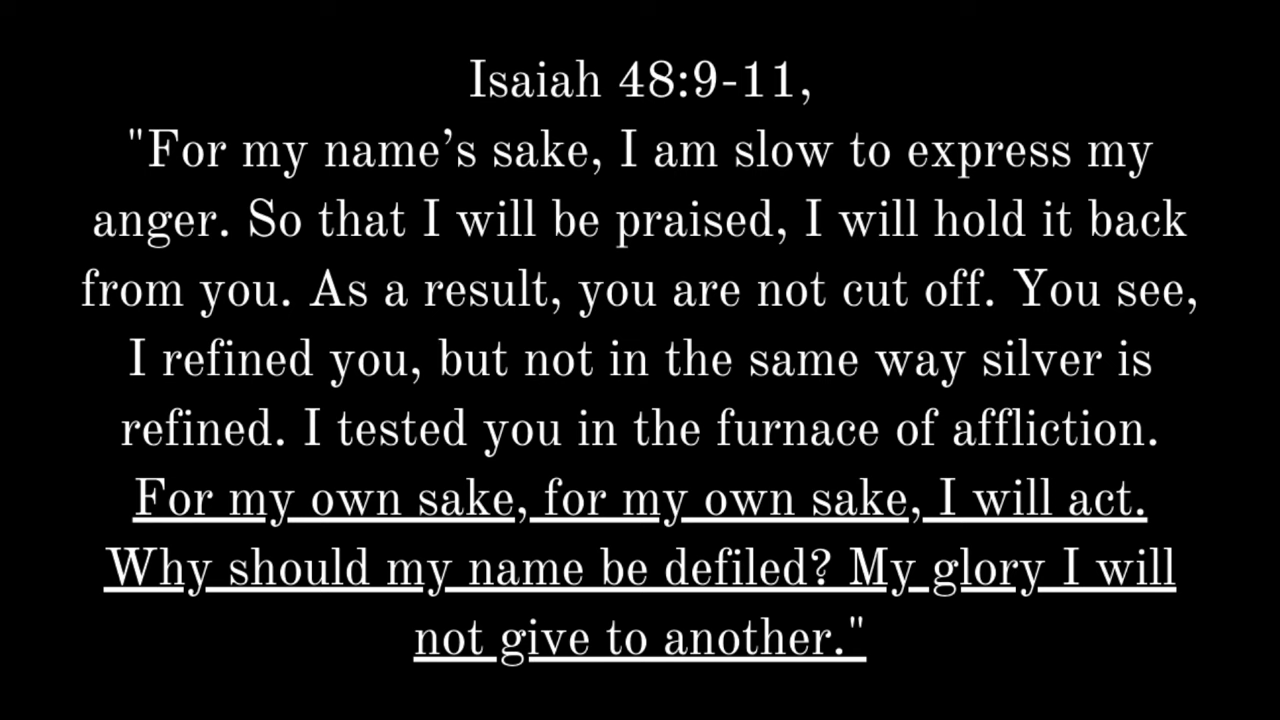 Isaiah 48:9-11,
"For my name’s sake, I am slow to express my
anger. So that I will be praised, I will hold it back
from you. As a result, you are not cut off. You see,
I refined you, but not in the same way silver is
refined. I tested you in the furnace of affliction.
For my own sake, for my own sake, I will act.
Why should my name be defiled? My glory I will
not give to another."